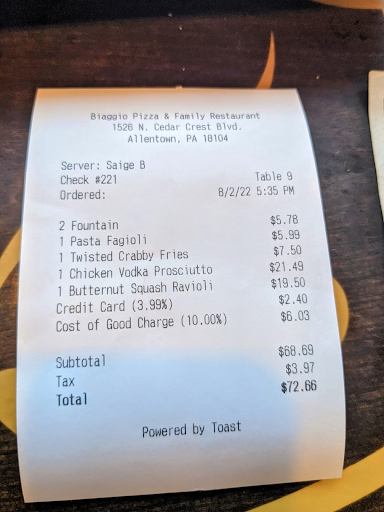 Biaggio Pizza & Family Restaurant
1526 N. Cedar Crest Blvd.
Allentown, PA 18104
Server: Saige B
Check #221 Table 9
Ordered: 8/2/22 5:35 PM
2 Fountain $5.78
1 Pasta Fagioli $5.99
1 Twisted Crabby Fries $7.50
1 Chicken Vodka Prosciutto $21.49
1 Butternut Squash Ravioli $19.50
Credit Card (3.99%) $2.40
Cost of Good Charge (10.00%) $6.03
Subtotal $68.69
Tax $3.97
Total $72.66
Powered by Toast